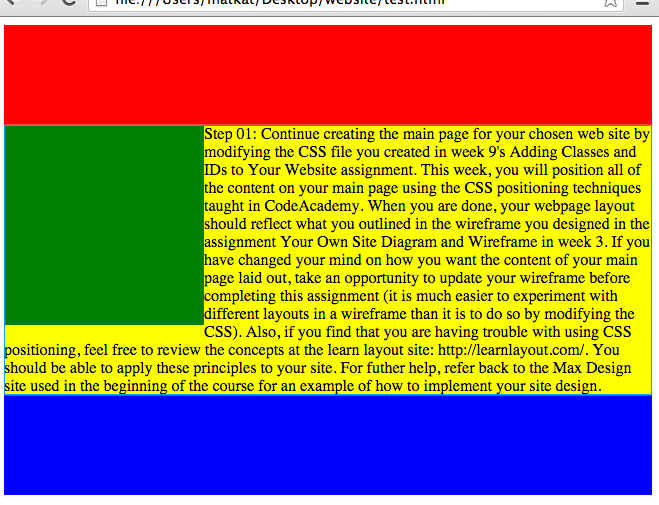 file:///Users/matkat/Desktop/website/test.html
Step 01: Continue creating the main page for your chosen web site by
modifying the CSS file you created in week 9's Adding Classes and
IDs to Your Website assignment. This week, you will position all of
the content on your main page using the CSS positioning techniques
taught in CodeAcademy. When you are done, your webpage layout
should reflect what you outlined in the wireframe you designed in the
assignment Your Own Site Diagram and Wireframe in week 3. If you
have changed your mind on how you want the content of your main
page laid out, take an opportunity to update your wireframe before
completing this assignment (it is much easier to experiment with
different layouts in a wireframe than it is to do so by modifying the
CSS). Also, if you find that you are having trouble with using CSS
positioning, feel free to review the concepts at the learn layout site: http://learnlayout.com/. You
should be able to apply these principles to your site. For futher help, refer back to the Max Design
site used in the beginning of the course for an example of how to implement your site design.